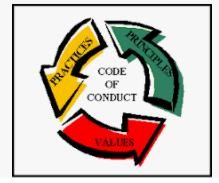 PRACTICES
PRINCIPLES
CODE
OF
CONDUCT
VALUES